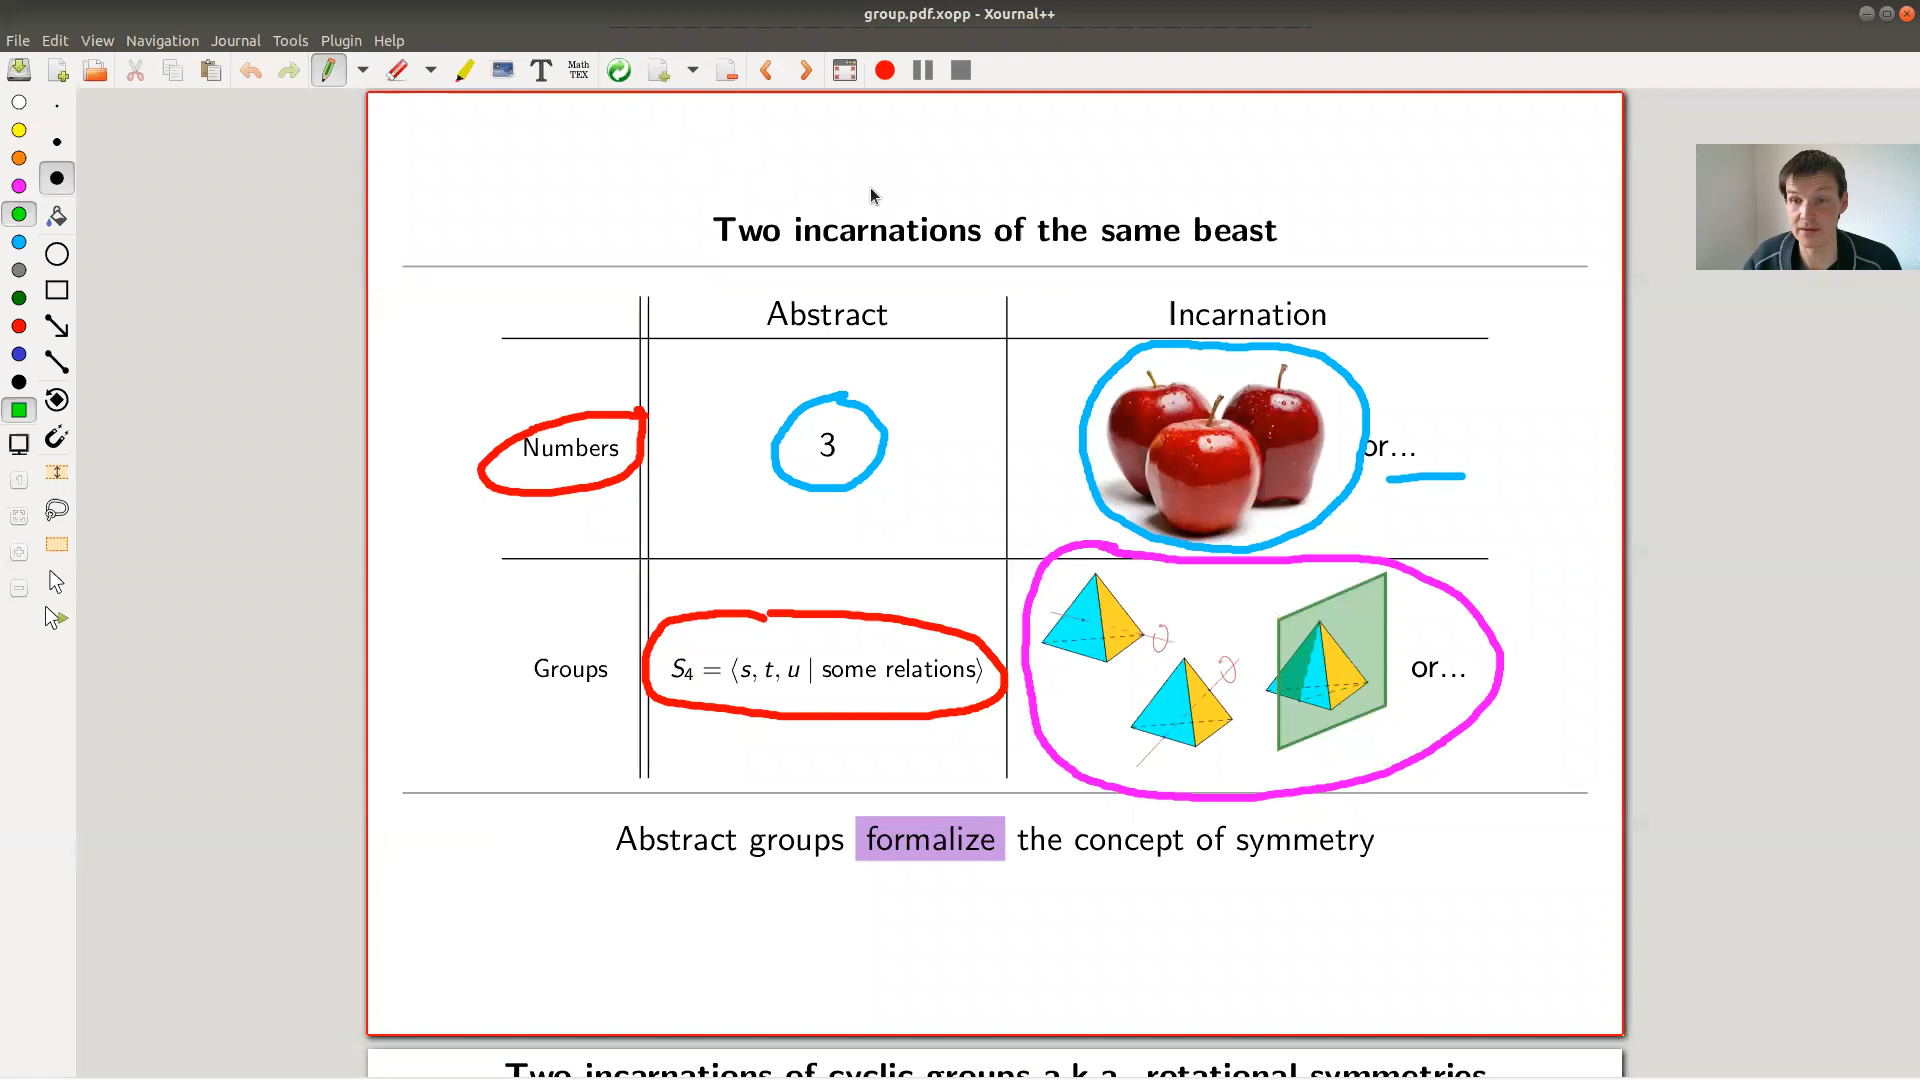 group.pdf.xopp - Xournal++
File Edit View Navigation Journal Tools Plugin Help
Math
TEX
Two incarnations of the same beast
Abstract Incarnation
Numbers 3 or...
Groups S₄ = ⟨s, t, u | some relations⟩ or...
Abstract groups formalize the concept of symmetry
Two incarnations of cyclic groups a.k.a. rotational symmetries